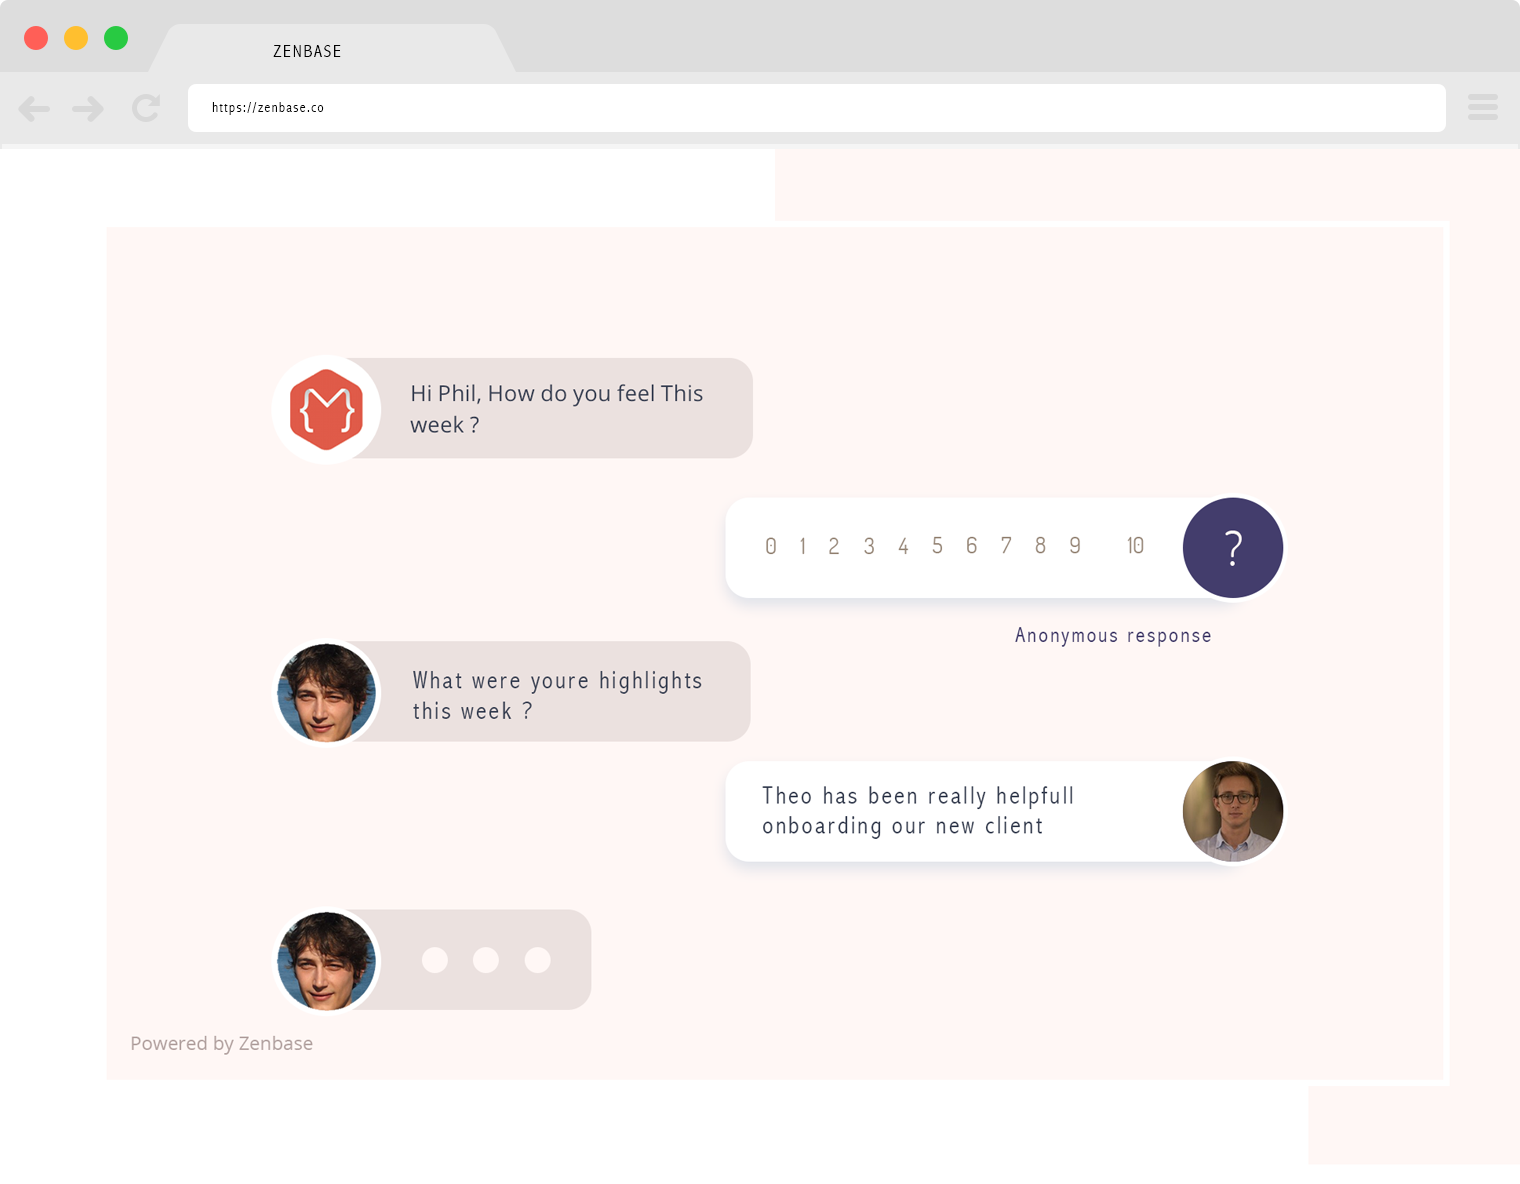 ZENBASE
https://zenbase.co
Hi Phil, How do you feel This
week ?
0 1 2 3 4 5 6 7 8 9 10
?
Anonymous response
What were youre highlights
this week ?
Theo has been really helpfull
onboarding our new client
Powered by Zenbase